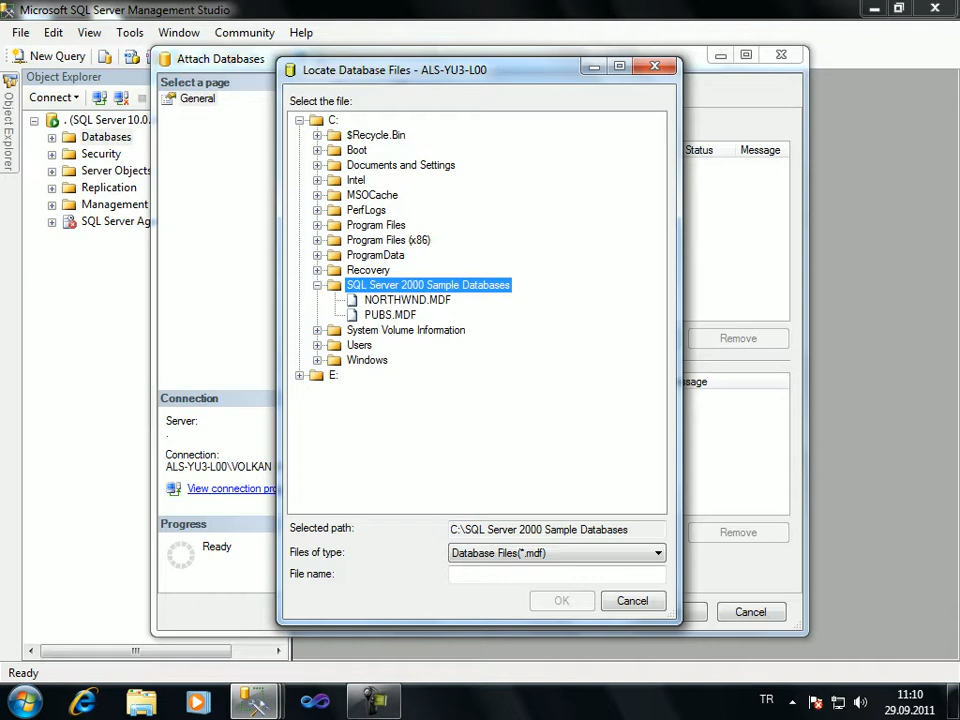 Microsoft SQL Server Management Studio
File Edit View Tools Window Community Help
New Query
Attach Databases
Locate Database Files - ALS-YU3-L00
Object Explorer
Object Explorer
Connect
. (SQL Server 10.0.
Databases
Security
Server Objects
Replication
Management
SQL Server Ag
Select a page
General
Select the file:
C:
$Recycle.Bin
Boot
Documents and Settings
Intel
MSOCache
PerfLogs
Program Files
Program Files (x86)
ProgramData
Recovery
SQL Server 2000 Sample Databases
NORTHWND.MDF
PUBS.MDF
System Volume Information
Users
Windows
E:
Status Message
Remove
ssage
Remove
Connection
Server:
.
Connection:
ALS-YU3-L00\VOLKAN
View connection pro
Progress
Ready
Selected path: C:\SQL Server 2000 Sample Databases
Files of type: Database Files(*.mdf)
File name:
OK Cancel
Cancel
Ready
TR
11:10
29.09.2011